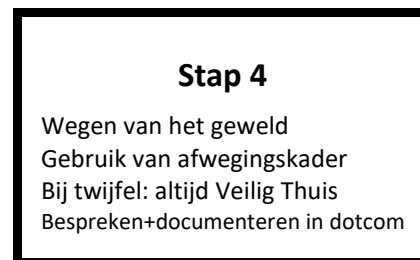 Stap 4
Wegen van het geweld
Gebruik van afwegingskader
Bij twijfel: altijd Veilig Thuis
Bespreken+documenteren in dotcom